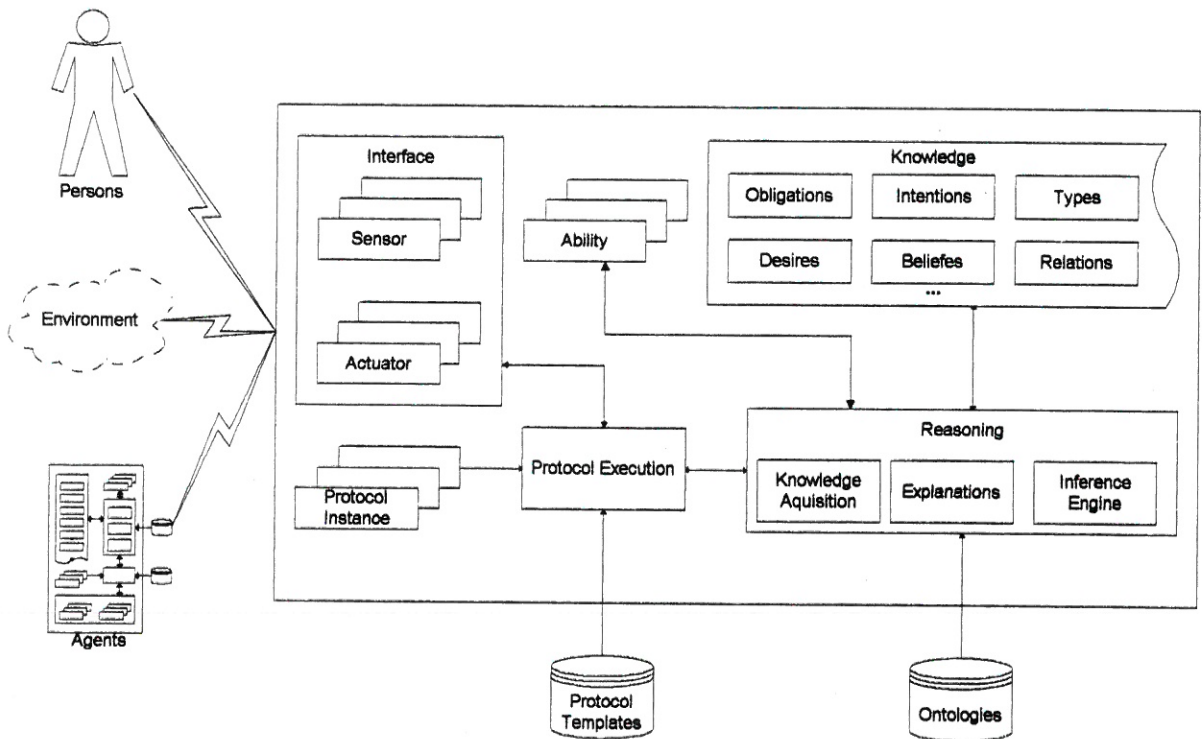 Persons
Environment
Agents
Interface
Sensor
Actuator
Ability
Knowledge
Obligations
Intentions
Types
Desires
Beliefes
Relations
...
Protocol
Instance
Protocol Execution
Reasoning
Knowledge
Aquisition
Explanations
Inference
Engine
Protocol
Templates
Ontologies